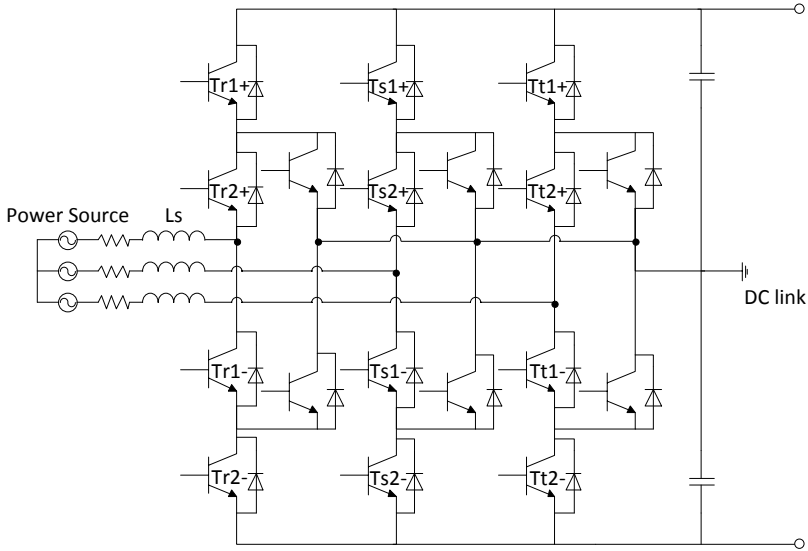 Tr1+
Ts1+
Tt1+
Tr2+
Ts2+
Tt2+
Power Source
Ls
DC link
Tr1-
Ts1-
Tt1-
Tr2-
Ts2-
Tt2-